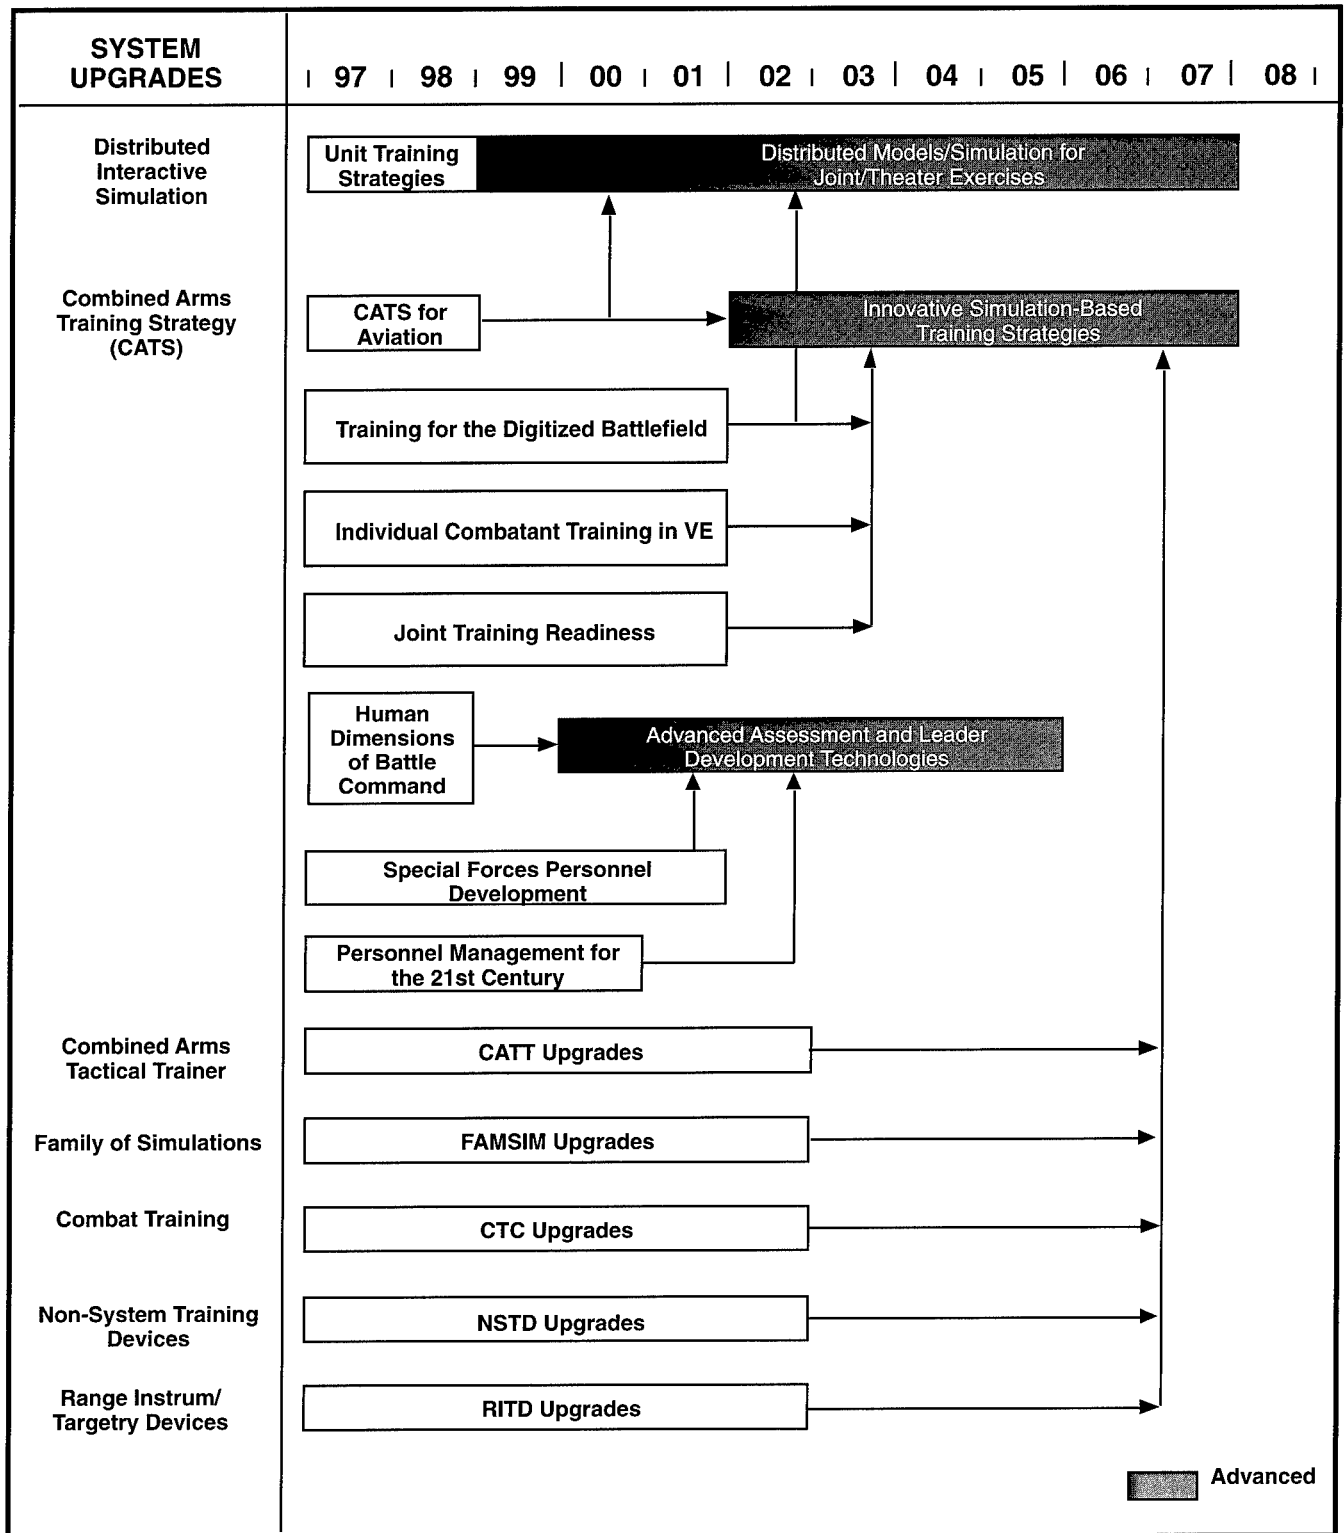 SYSTEM
UPGRADES
97 98 99 00 01 02 03 04 05 06 07 08
Distributed
Interactive
Simulation
Unit Training
Strategies
Distributed Models/Simulation for
Joint/Theater Exercises
Combined Arms
Training Strategy
(CATS)
CATS for
Aviation
Innovative Simulation-Based
Training Strategies
Training for the Digitized Battlefield
Individual Combatant Training in VE
Joint Training Readiness
Human
Dimensions
of Battle
Command
Advanced Assessment and Leader
Development Technologies
Special Forces Personnel
Development
Personnel Management for
the 21st Century
Combined Arms
Tactical Trainer
CATT Upgrades
Family of Simulations
FAMSIM Upgrades
Combat Training
CTC Upgrades
Non-System Training
Devices
NSTD Upgrades
Range Instrum/
Targetry Devices
RITD Upgrades
Advanced